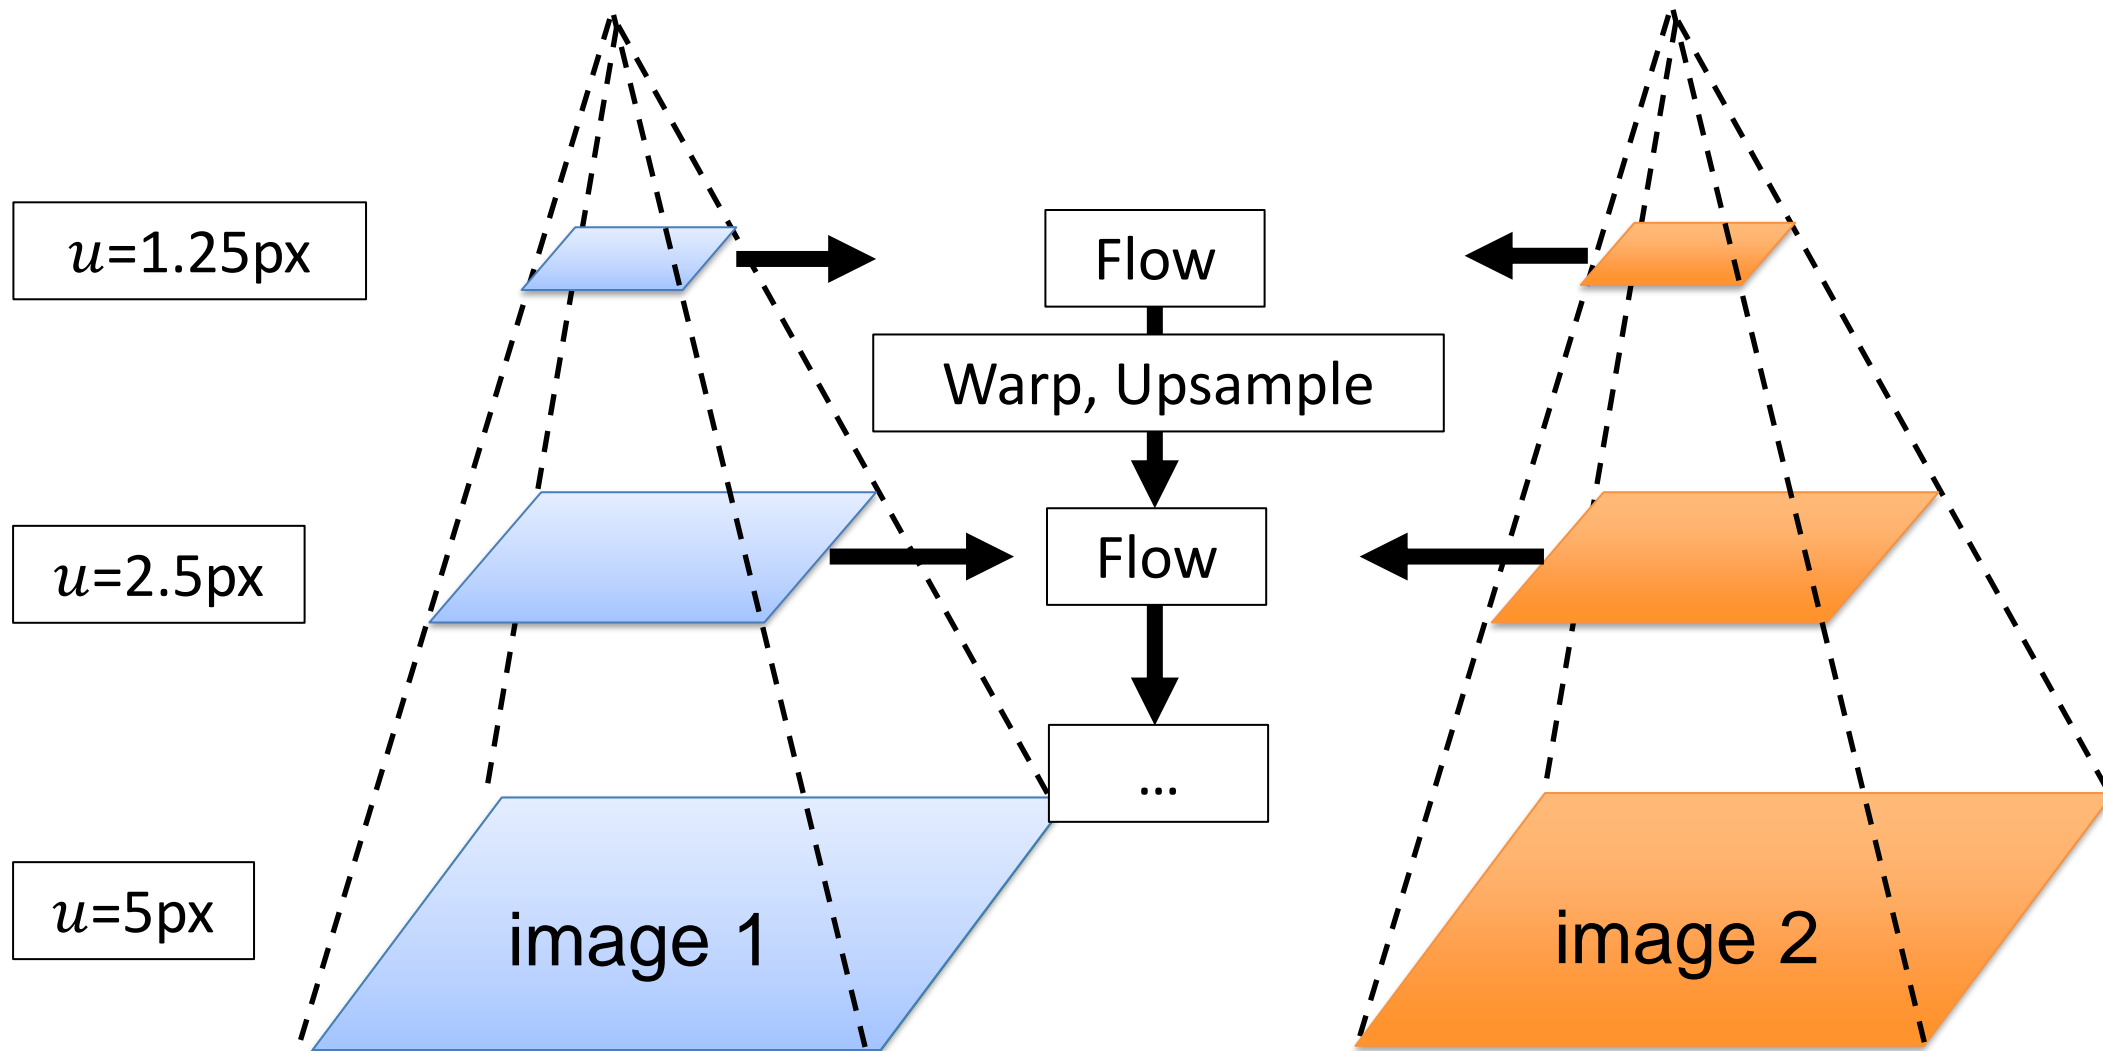 u=1.25px
Flow
Warp, Upsample
u=2.5px
Flow
...
u=5px
image 1
image 2